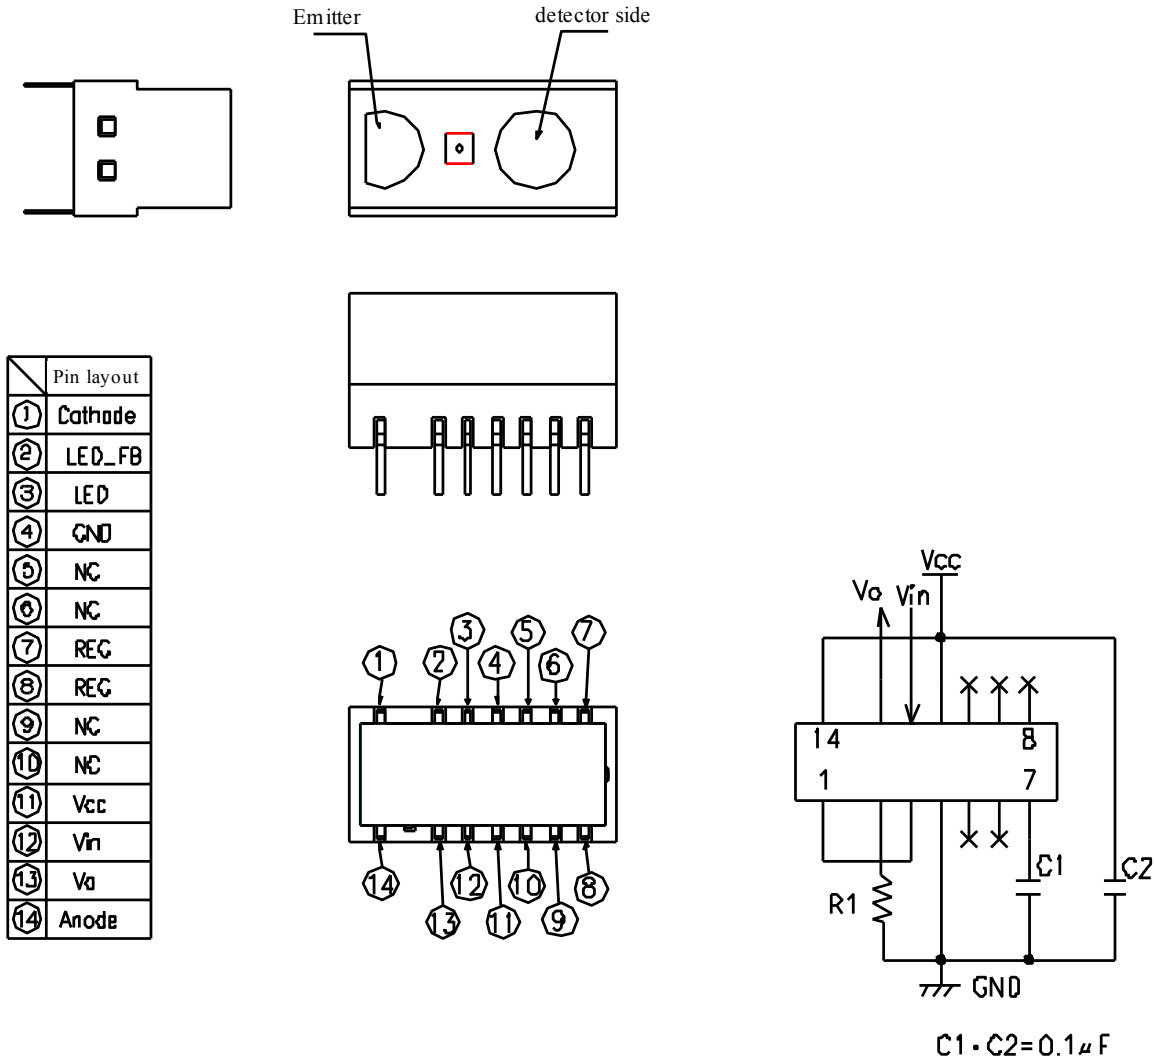 Emitter
detector side
Pin layout
1 Cathode
2 LED_FB
3 LED
4 GND
5 NC
6 NC
7 REG
8 REG
9 NC
10 NC
11 Vcc
12 Vin
13 Vo
14 Anode
3 5 7
1 2 4 6
14 12 10 8
13 11 9
Vcc
Vo Vin
14 8
1 7
C1 C2
R1
GND
C1・C2=0.1μF